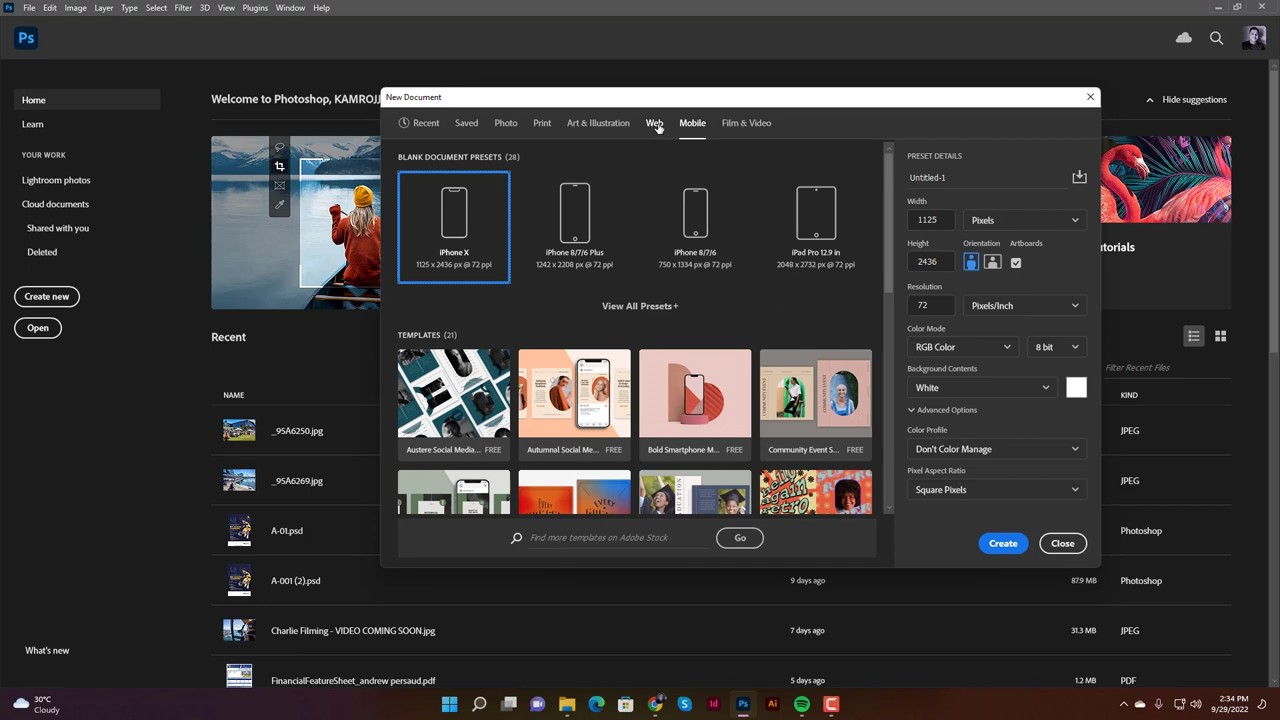 Ps File Edit Image Layer Type Select Filter 3D View Plugins Window Help
Ps
Home
Learn
YOUR WORK
Lightroom photos
Cloud documents
Shared with you
Deleted
Create new
Open
What's new
Welcome to Photoshop, KAMROJJ
Hide suggestions
utorials
New Document
Recent Saved Photo Print Art & Illustration Web Mobile Film & Video
BLANK DOCUMENT PRESETS (28)
iPhone X
1125 x 2436 px @ 72 ppi
iPhone 8/7/6 Plus
1242 x 2208 px @ 72 ppi
iPhone 8/7/6
750 x 1334 px @ 72 ppi
iPad Pro 12.9 in
2048 x 2732 px @ 72 ppi
View All Presets+
TEMPLATES (21)
Austere Social Media... FREE
Autumnal Social Me... FREE
Bold Smartphone M... FREE
Community Event S... FREE
Find more templates on Adobe Stock
Go
PRESET DETAILS
Untitled-1
Width
1125 Pixels
Height Orientation Artboards
2436
Resolution
72 Pixels/Inch
Color Mode
RGB Color 8 bit
Background Contents
White
Advanced Options
Color Profile
Don't Color Manage
Pixel Aspect Ratio
Square Pixels
Create Close
Recent
Filter Recent Files
NAME KIND
_95A6250.jpg JPEG
_95A6269.jpg JPEG
A-01.psd Photoshop
A-001 (2).psd 9 days ago 87.9 MB Photoshop
Charlie Filming - VIDEO COMING SOON.jpg 7 days ago 31.3 MB JPEG
FinancialFeatureSheet_andrew persaud.pdf 5 days ago 1.2 MB PDF
30°C
Cloudy
Id
Ps
Ai
2:34 PM
9/29/2022